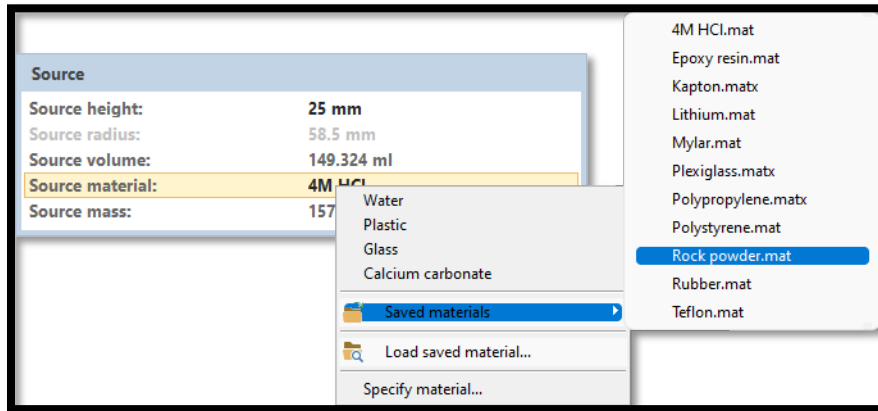 Source
Source height: 25 mm
Source radius: 58.5 mm
Source volume: 149.324 ml
Source material: 4M HCl
Source mass: 157
Water
Plastic
Glass
Calcium carbonate
Saved materials
Load saved material...
Specify material...
4M HCl.mat
Epoxy resin.mat
Kapton.matx
Lithium.mat
Mylar.mat
Plexiglass.matx
Polypropylene.matx
Polystyrene.mat
Rock powder.mat
Rubber.mat
Teflon.mat